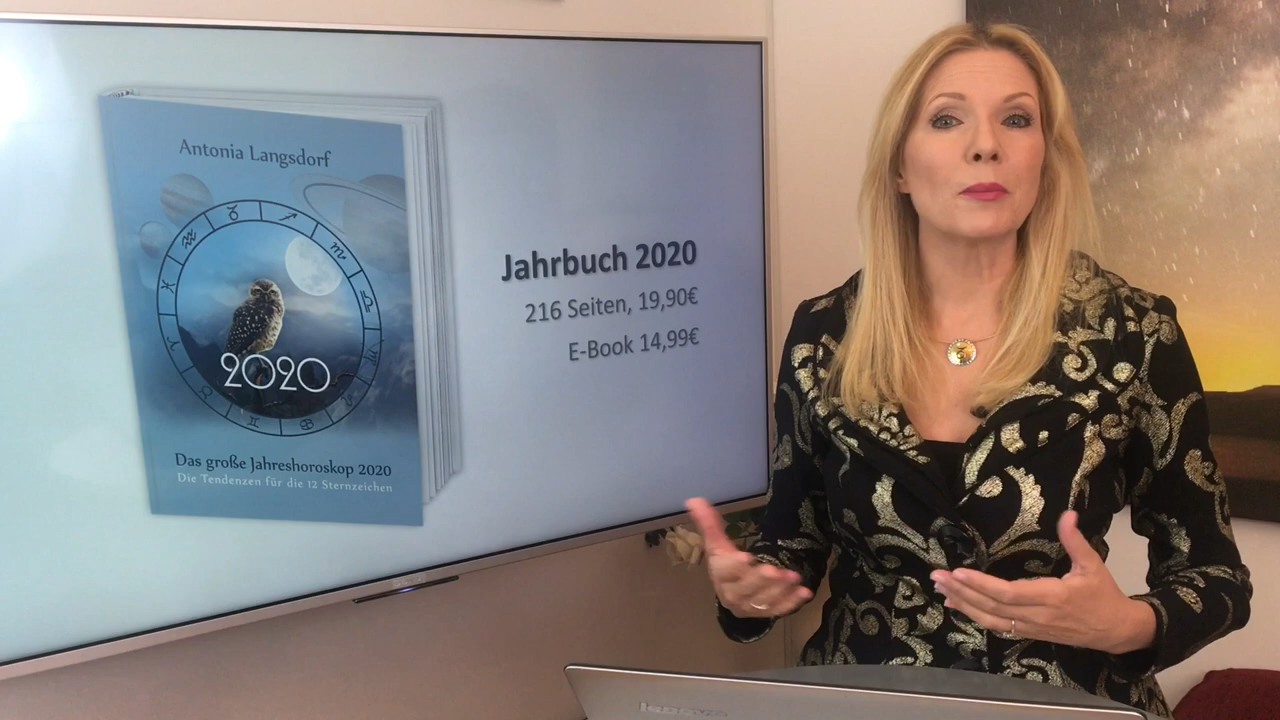 Antonia Langsdorf
2020
Das große Jahreshoroskop 2020
Die Tendenzen für die 12 Sternzeichen
Jahrbuch 2020
216 Seiten, 19,90€
E-Book 14,99€